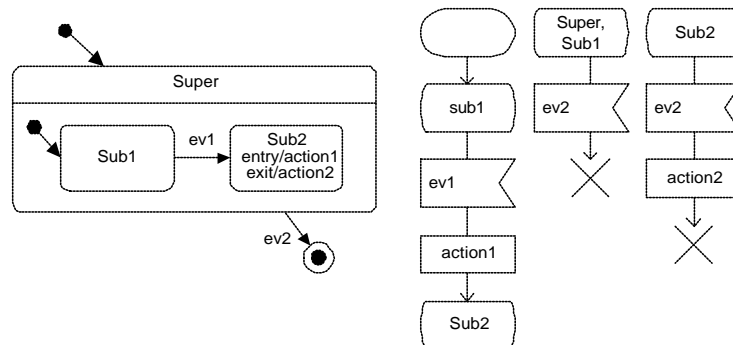 Super
Sub1
ev1
Sub2
entry/action1
exit/action2
ev2
sub1
ev1
action1
Sub2
Super,
Sub1
ev2
Sub2
ev2
action2